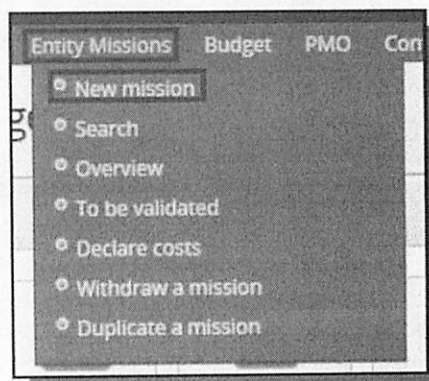 Entity Missions Budget PMO Con
New mission
Search
Overview
To be validated
Declare costs
Withdraw a mission
Duplicate a mission